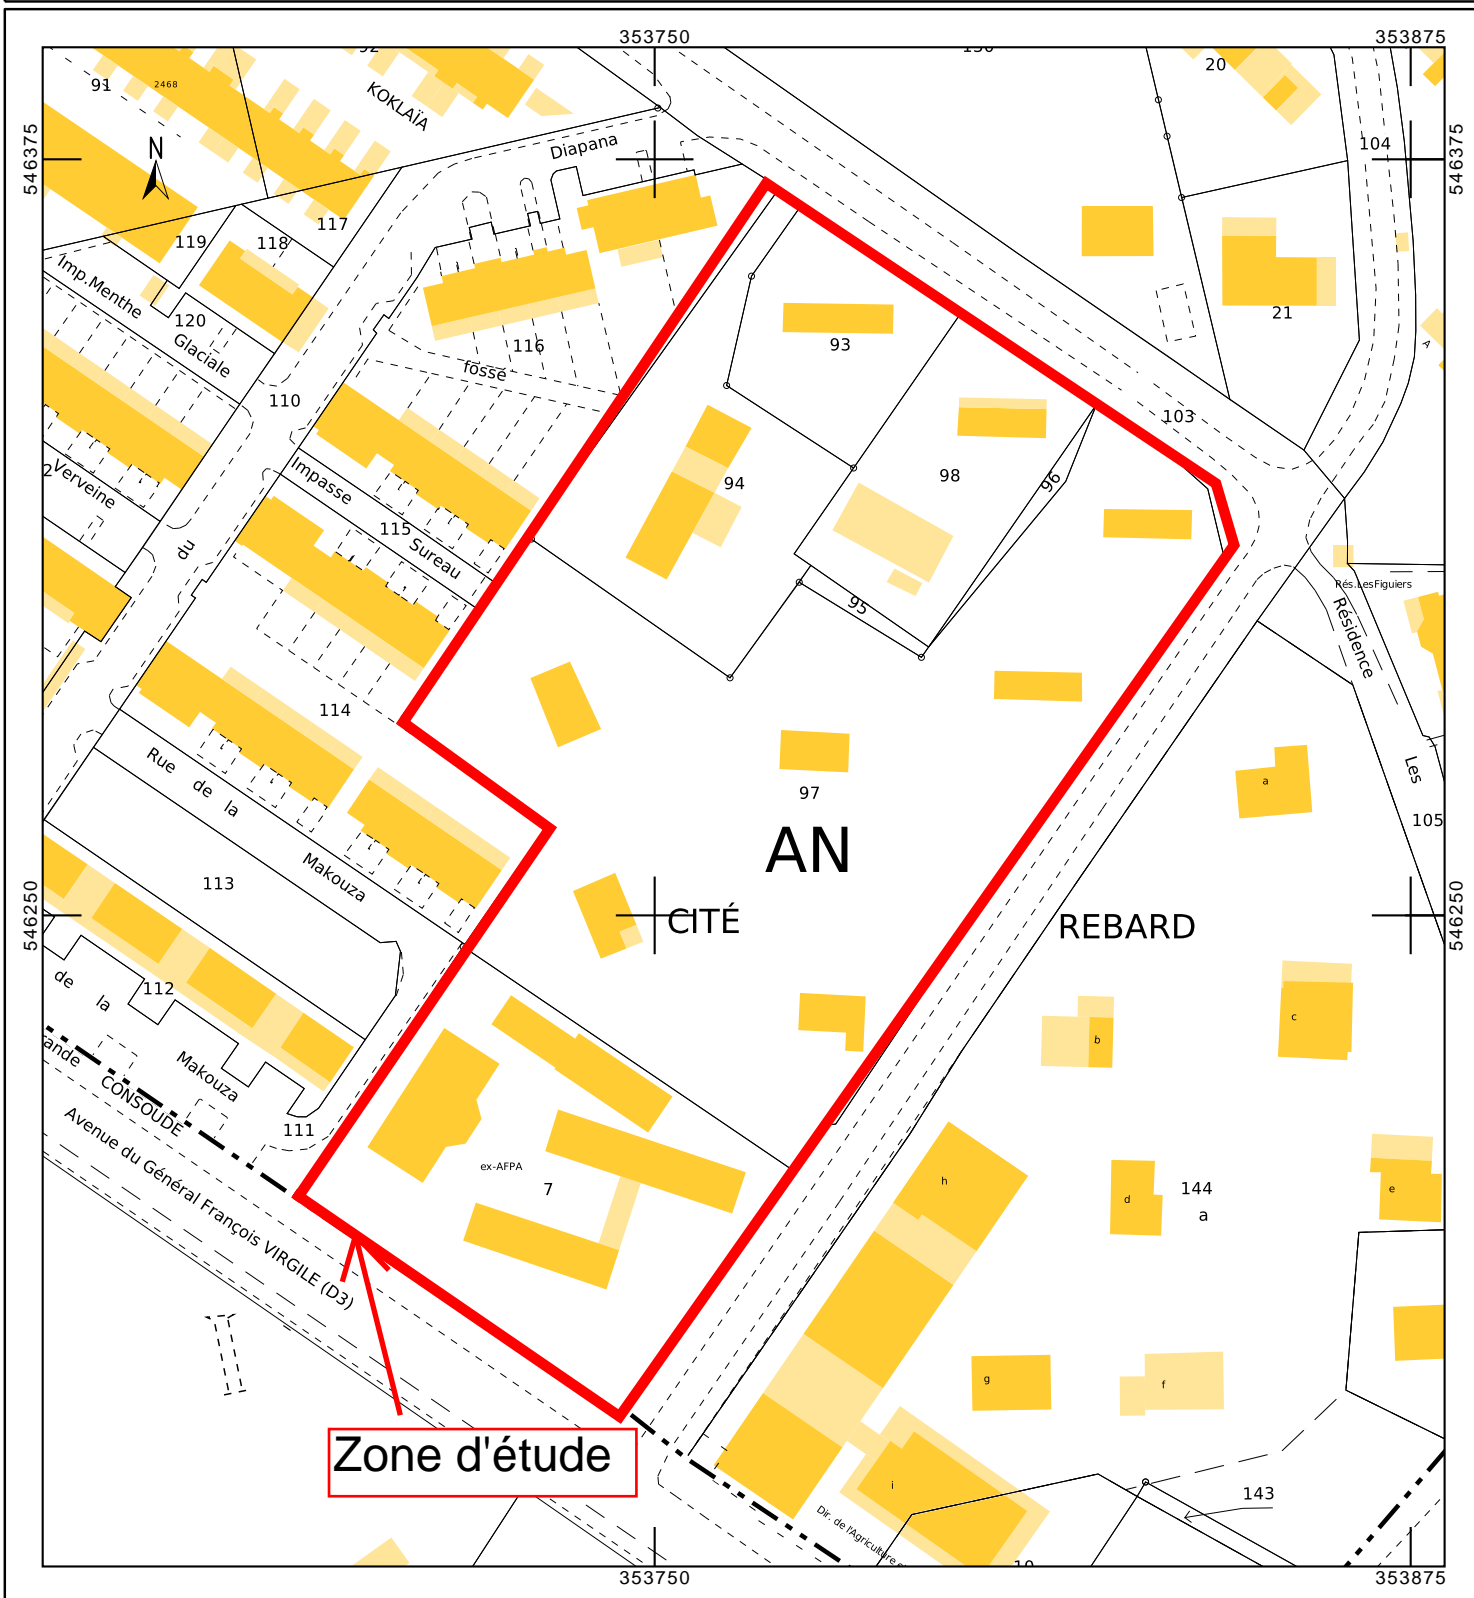 353750
353875
546375
546375
91
2468
KOKLAÏA
20
104
Diapana
N
119
118
117
Imp.Menthe
Glaciale
120
21
A
116
fossé
93
110
103
Impasse
Sureau
115
94
98
96
Verveine
du
95
Rés.LesFiguiers
Résidence
Les
114
Rue de la
Makouza
97
a
105
AN
113
CITÉ
REBARD
546250
546250
de la
Makouza
112
b
c
CONSOUDE
Avenue du Général François VIRGILE (D3)
111
ex-AFPA
7
h
d
144
a
e
g
f
Zone d'étude
i
143
Dir. de l'Agriculture
353750
353875